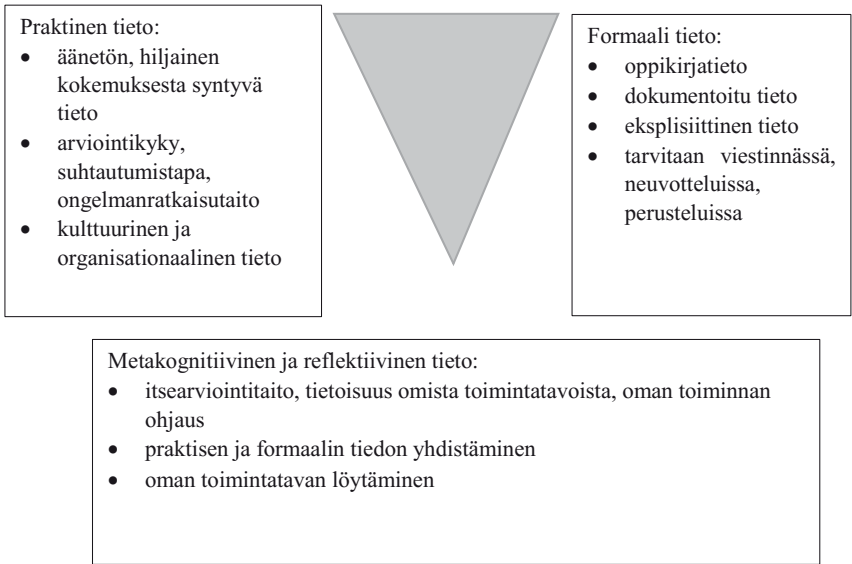 Praktinen tieto:
• äänetön, hiljainen
kokemuksesta syntyvä
tieto
• arviointikyky,
suhtautumistapa,
ongelmanratkaisutaito
• kulttuurinen ja
organisationaalinen tieto
Formaali tieto:
• oppikirjatieto
• dokumentoitu tieto
• eksplisiittinen tieto
• tarvitaan viestinnässä,
neuvotteluissa,
perusteluissa
Metakognitiivinen ja reflektiivinen tieto:
• itsearviointitaito, tietoisuus omista toimintatavoista, oman toiminnan
ohjaus
• praktisen ja formaalin tiedon yhdistäminen
• oman toimintatavan löytäminen